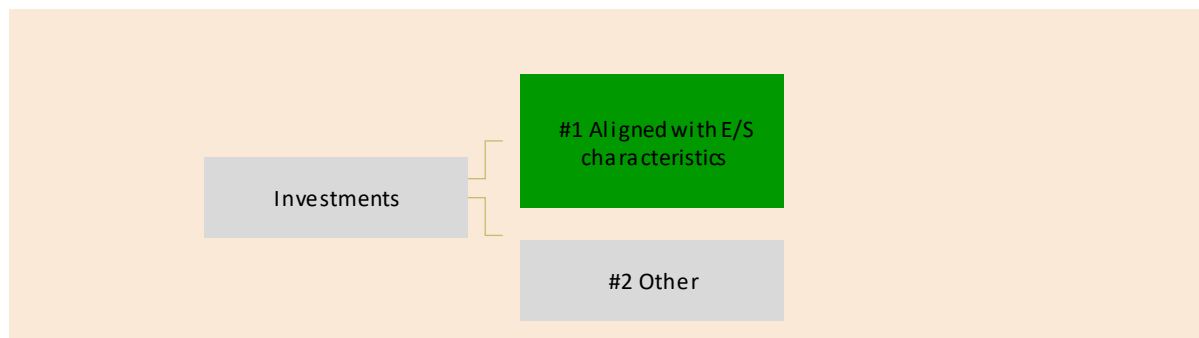 #1 Aligned with E/S
characteristics
Investments
#2 Other